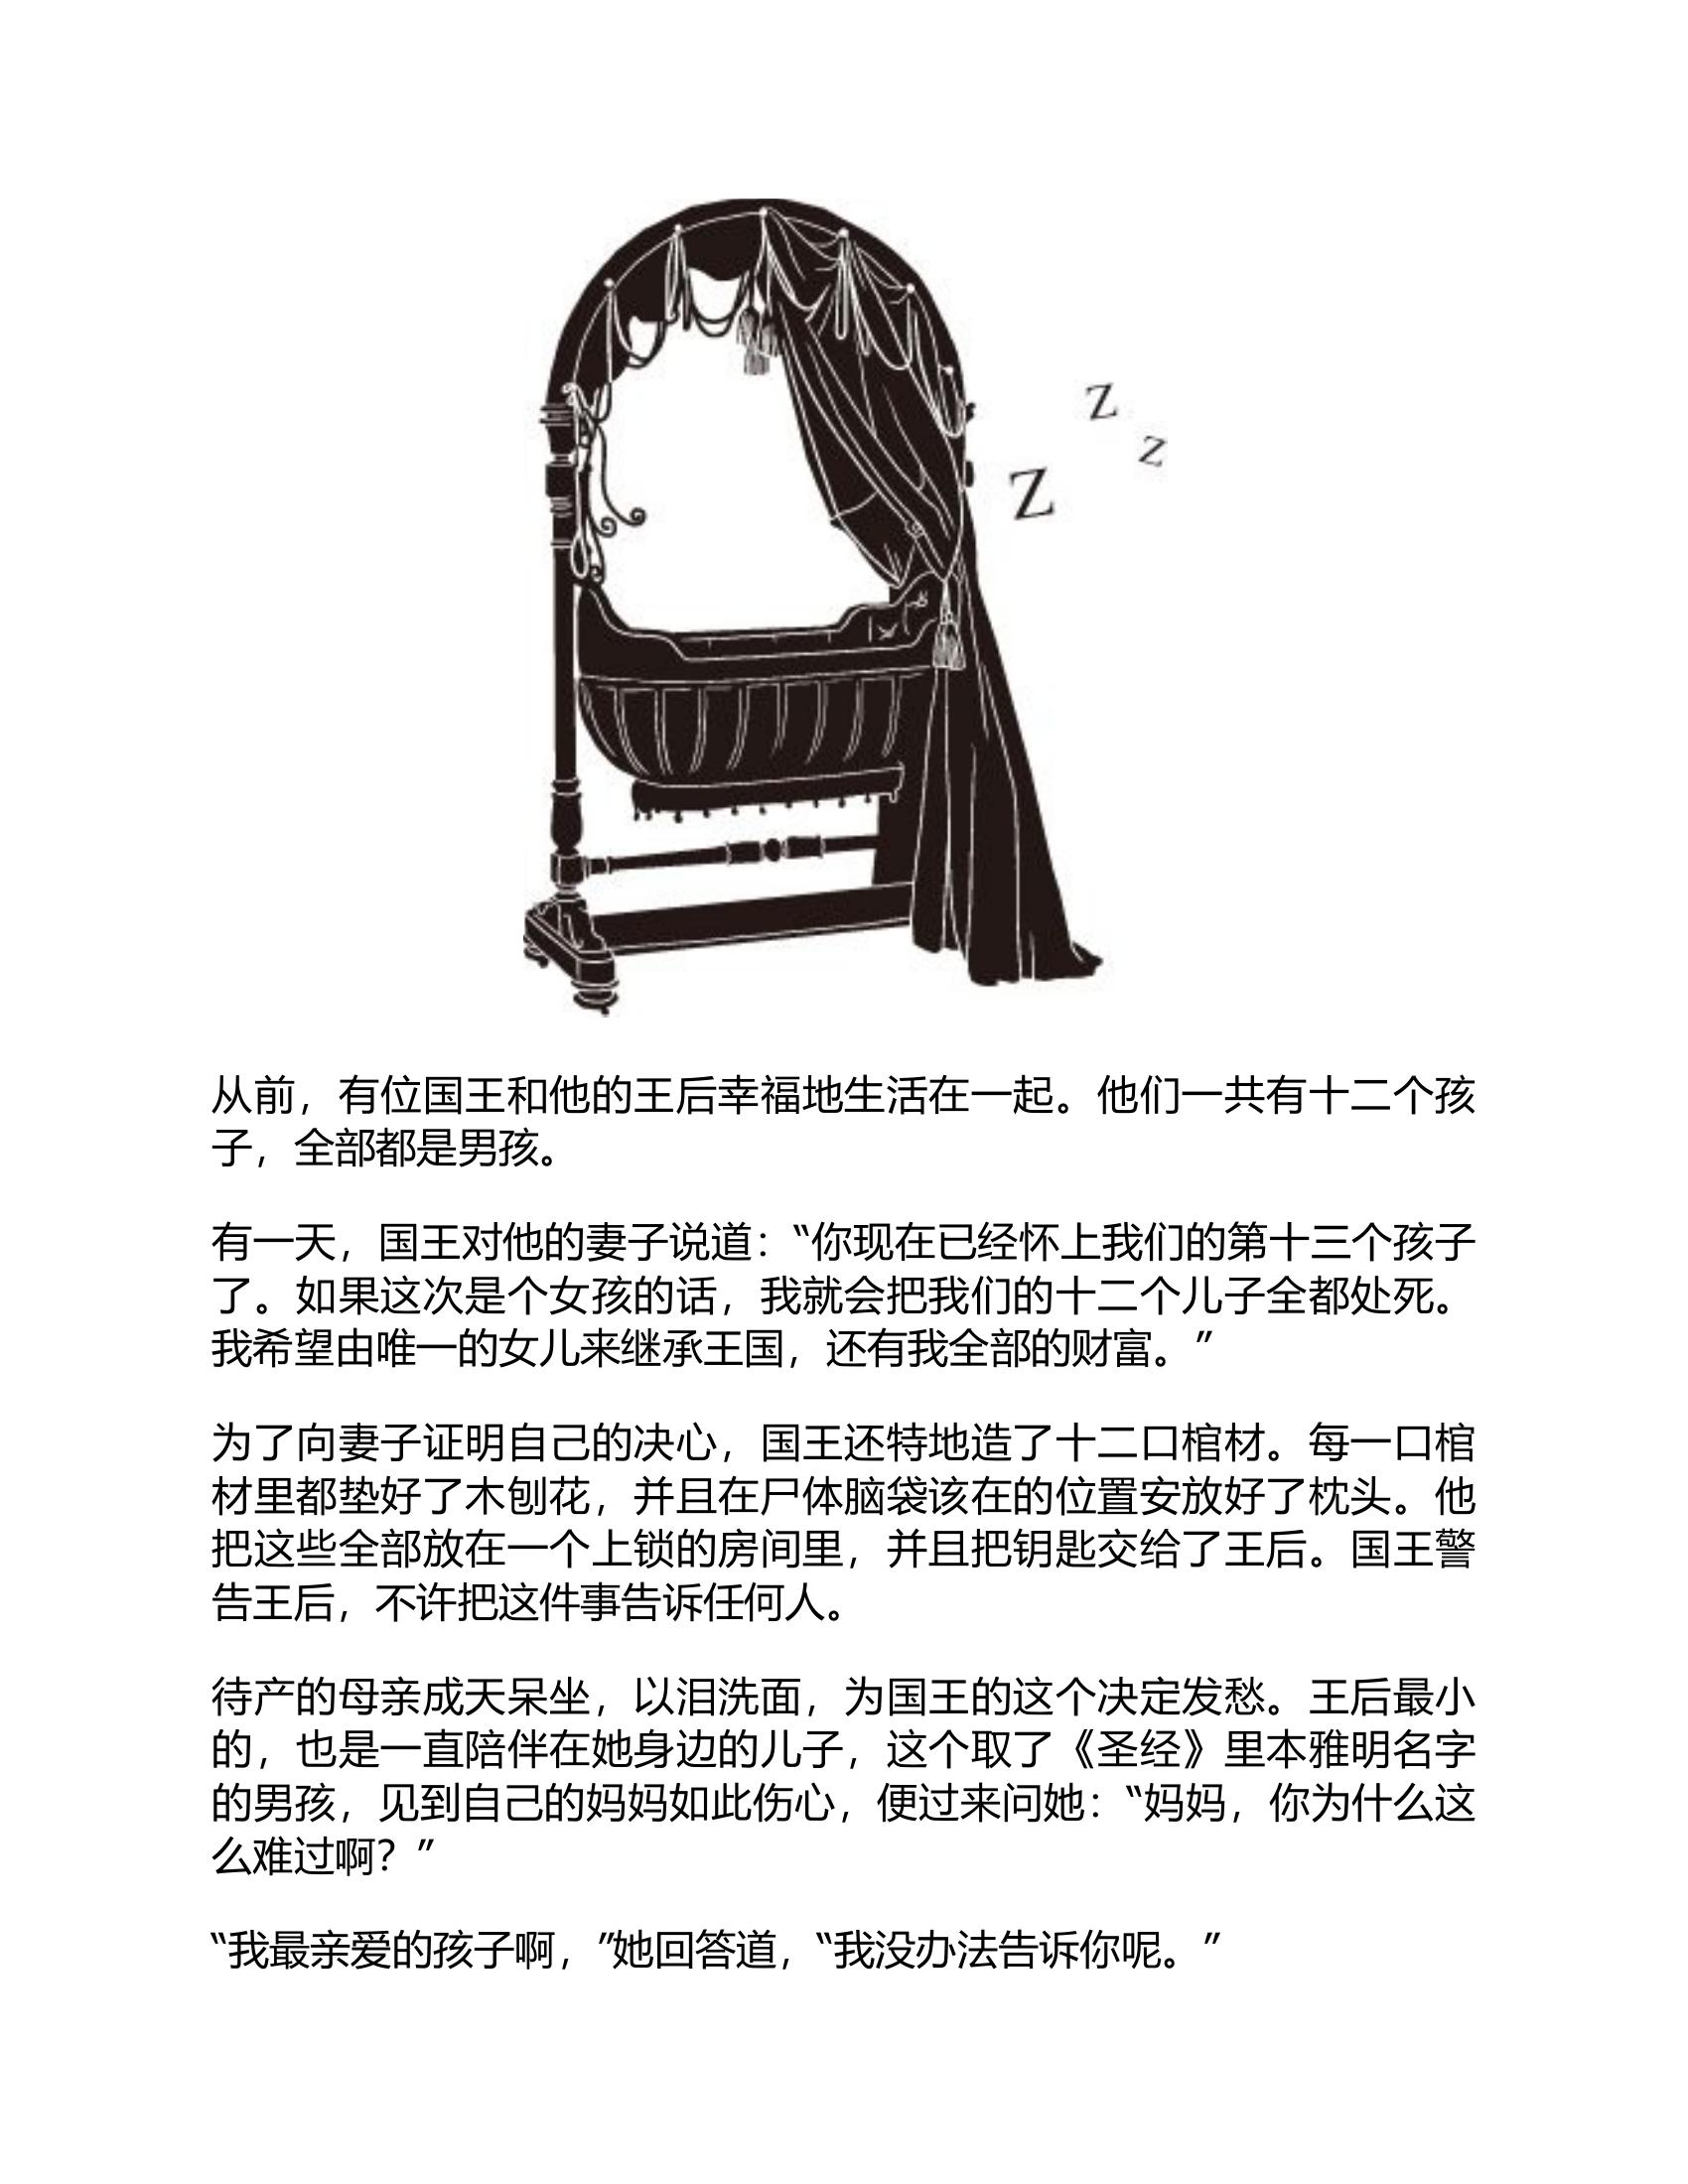 Z
z
Z
从前，有位国王和他的王后幸福地生活在一起。他们一共有十二个孩
子，全部都是男孩。
有一天，国王对他的妻子说道：“你现在已经怀上我们的第十三个孩子
了。如果这次是个女孩的话，我就会把我们的十二个儿子全都处死。
我希望由唯一的女儿来继承王国，还有我全部的财富。”
为了向妻子证明自己的决心，国王还特地造了十二口棺材。每一口棺
材里都垫好了木刨花，并且在尸体脑袋该在的位置安放好了枕头。他
把这些全部放在一个上锁的房间里，并且把钥匙交给了王后。国王警
告王后，不许把这件事告诉任何人。
待产的母亲成天呆坐，以泪洗面，为国王的这个决定发愁。王后最小
的，也是一直陪伴在她身边的儿子，这个取了《圣经》里本雅明名字
的男孩，见到自己的妈妈如此伤心，便过来问她：“妈妈，你为什么这
么难过啊？”
“我最亲爱的孩子啊，”她回答道，“我没办法告诉你呢。”